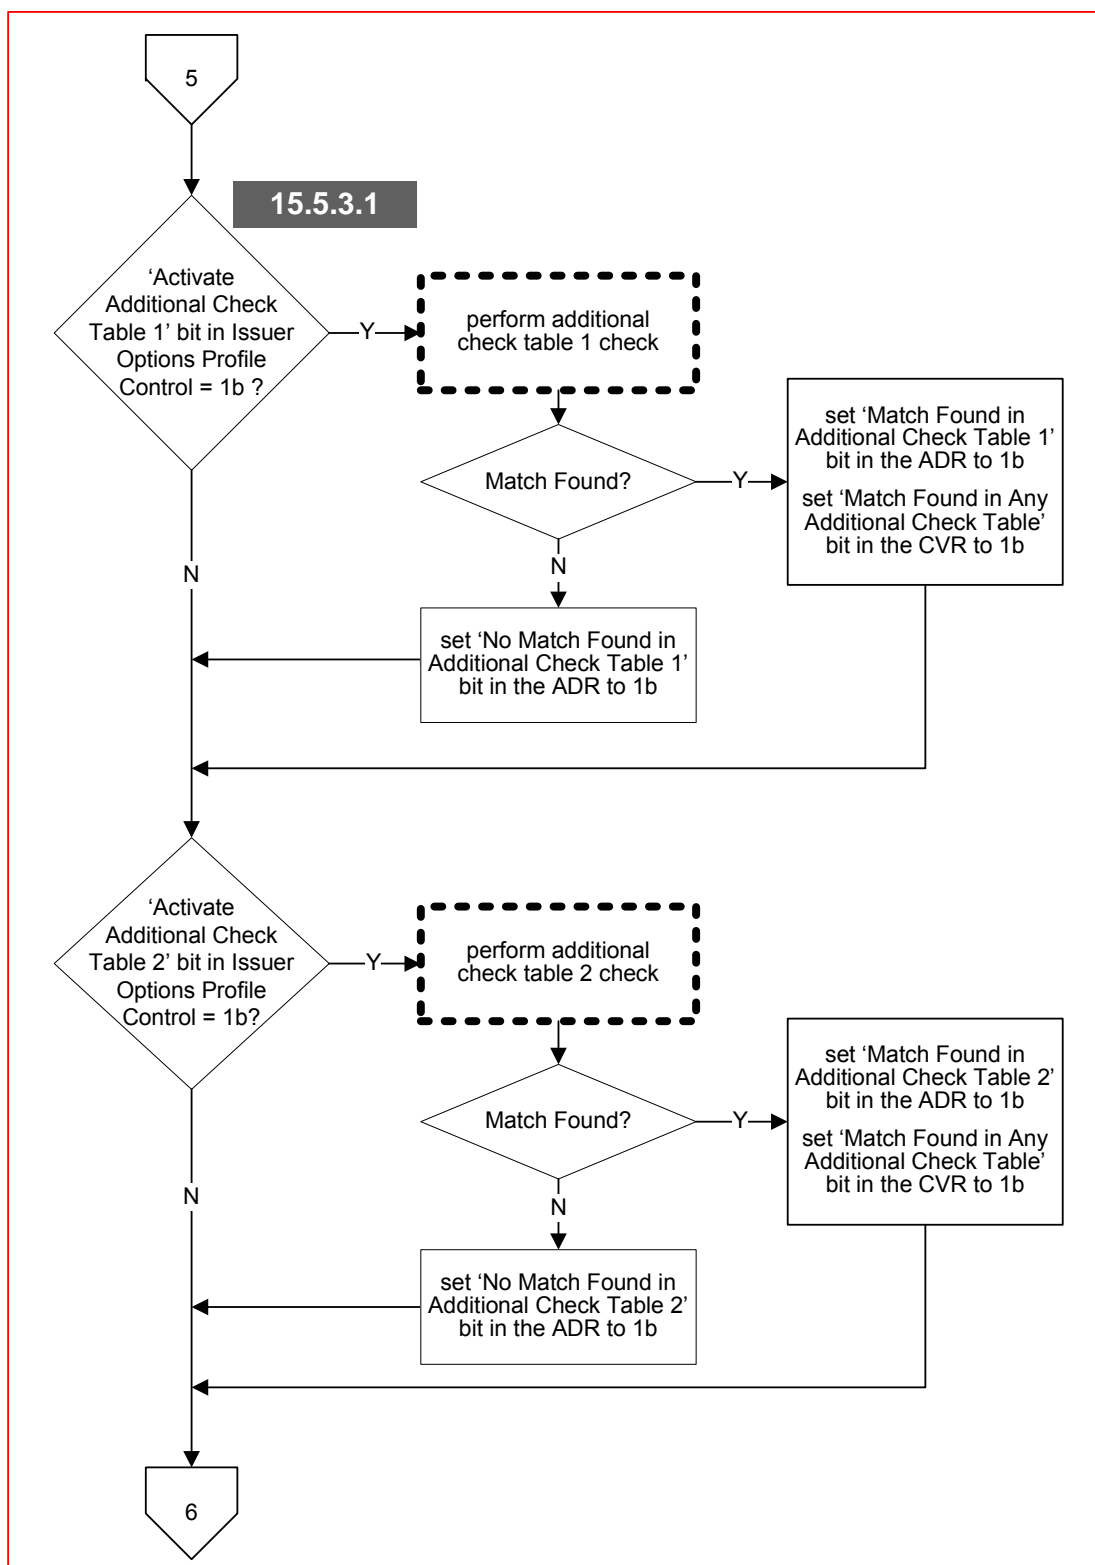 5
15.5.3.1
‘Activate
Additional Check
Table 1’ bit in Issuer
Options Profile
Control = 1b ?
Y
perform additional
check table 1 check
Match Found?
Y
set ‘Match Found in
Additional Check Table 1’
bit in the ADR to 1b
set ‘Match Found in Any
Additional Check Table’
bit in the CVR to 1b
N
N
set ‘No Match Found in
Additional Check Table 1’
bit in the ADR to 1b
‘Activate
Additional Check
Table 2’ bit in Issuer
Options Profile
Control = 1b?
Y
perform additional
check table 2 check
Match Found?
Y
set ‘Match Found in
Additional Check Table 2’
bit in the ADR to 1b
set ‘Match Found in Any
Additional Check Table’
bit in the CVR to 1b
N
N
set ‘No Match Found in
Additional Check Table 2’
bit in the ADR to 1b
6